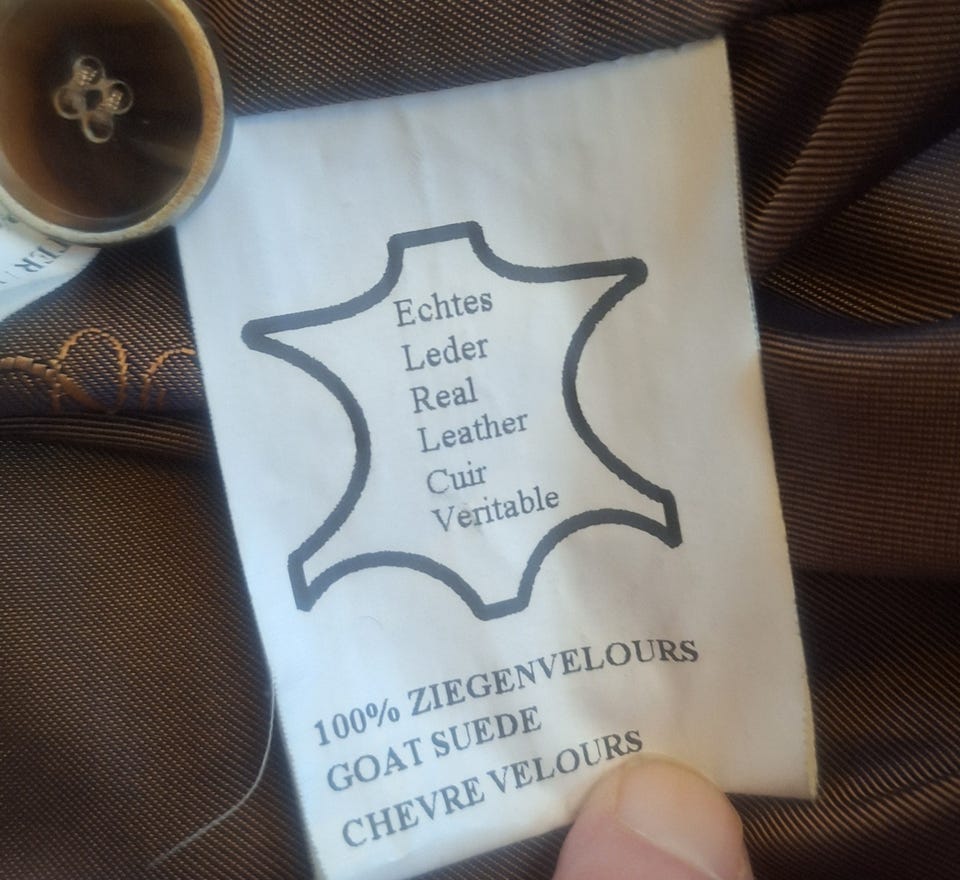 Echtes
Leder
Real
Leather
Cuir
Veritable
100% ZIEGENVELOURS
GOAT SUEDE
CHEVRE VELOURS